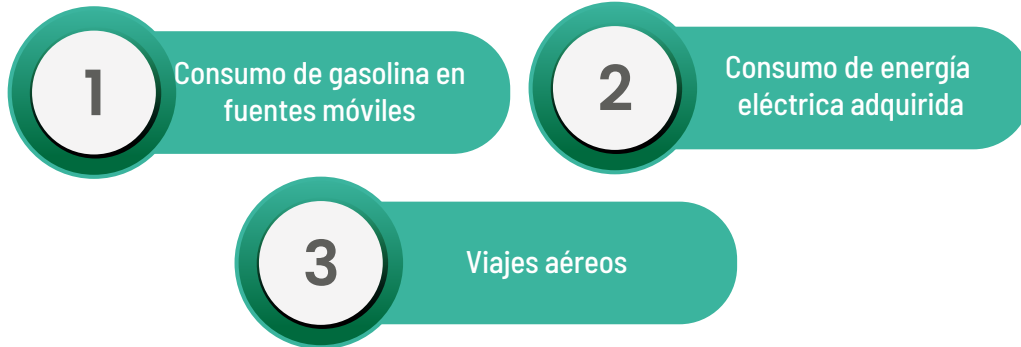 1
Consumo de gasolina en
fuentes móviles
2
Consumo de energía
eléctrica adquirida
3
Viajes aéreos